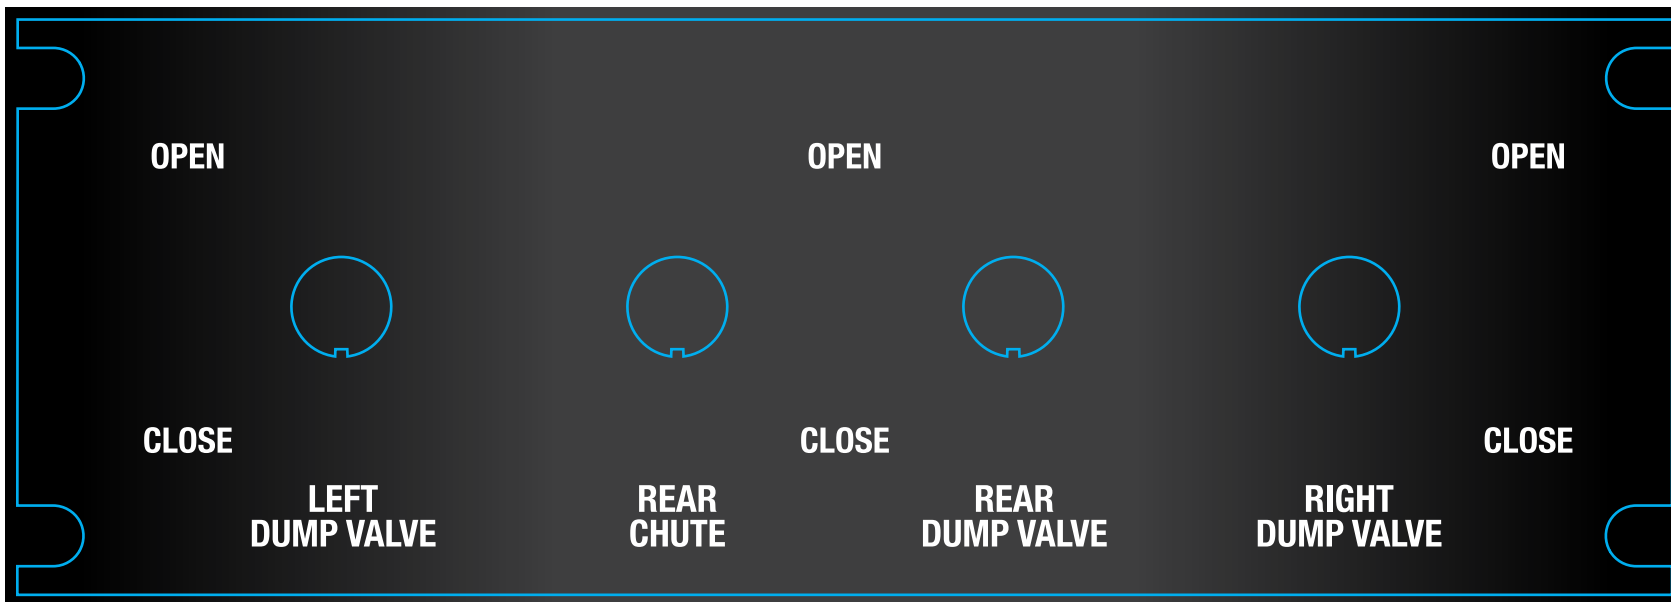 OPEN
OPEN
OPEN
CLOSE
CLOSE
CLOSE
LEFT
DUMP VALVE
REAR
CHUTE
REAR
DUMP VALVE
RIGHT
DUMP VALVE